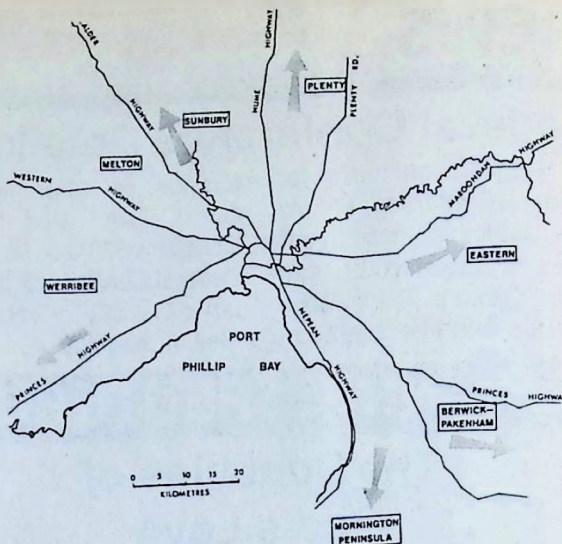 CALDER
HIGHWAY
HUME
HIGHWAY
PLENTY
PLENTY RD.
SUNBURY
HIGHWAY
MELTON
MAROONDAH
HIGHWAY
WESTERN
HIGHWAY
EASTERN
WERRIBEE
PRINCES
HIGHWAY
NEPEAN
HIGHWAY
PORT
PHILLIP BAY
PRINCES
HIGHWAY
BERWICK–
PAKENHAM
0 5 10 15 20
KILOMETRES
MORNINGTON
PENINSULA